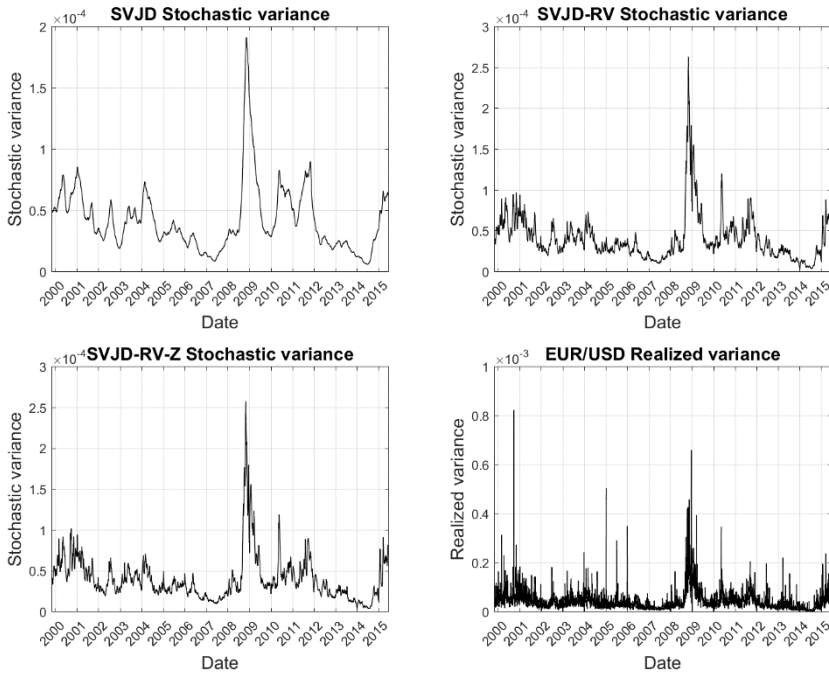 SVJD Stochastic variance
×10⁻⁴
2
1.5
1
0.5
0
Stochastic variance
2000 2001 2002 2003 2004 2005 2006 2007 2008 2009 2010 2011 2012 2013 2014 2015
Date
SVJD-RV Stochastic variance
×10⁻⁴
3
2.5
2
1.5
1
0.5
0
Stochastic variance
2000 2001 2002 2003 2004 2005 2006 2007 2008 2009 2010 2011 2012 2013 2014 2015
Date
SVJD-RV-Z Stochastic variance
×10⁻⁴
3
2.5
2
1.5
1
0.5
0
Stochastic variance
2000 2001 2002 2003 2004 2005 2006 2007 2008 2009 2010 2011 2012 2013 2014 2015
Date
EUR/USD Realized variance
×10⁻³
1
0.8
0.6
0.4
0.2
0
Realized variance
2000 2001 2002 2003 2004 2005 2006 2007 2008 2009 2010 2011 2012 2013 2014 2015
Date